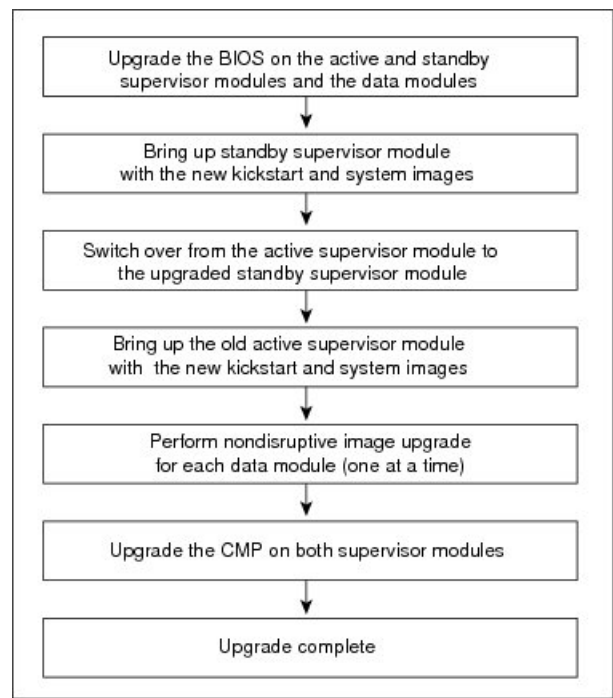 Upgrade the BIOS on the active and standby
supervisor modules and the data modules
Bring up standby supervisor module
with the new kickstart and system images
Switch over from the active supervisor module to
the upgraded standby supervisor module
Bring up the old active supervisor module
with the new kickstart and system images
Perform nondisruptive image upgrade
for each data module (one at a time)
Upgrade the CMP on both supervisor modules
Upgrade complete